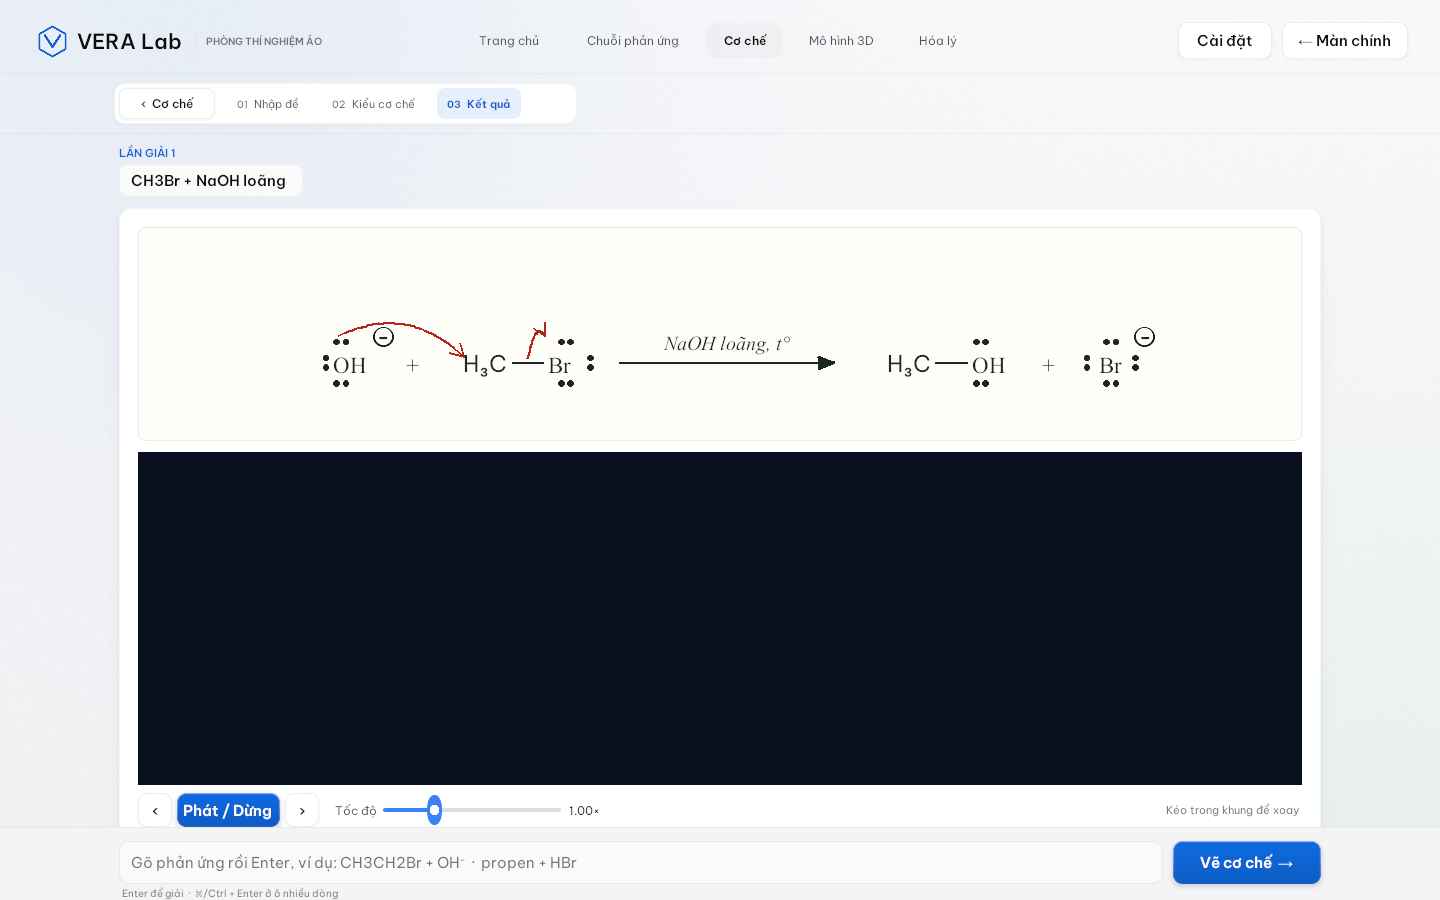 VERA Lab PHÒNG THÍ NGHIỆM ẢO Trang chủ Chuỗi phản ứng Cơ chế Mô hình 3D Hóa lý Cài đặt ← Màn chính
‹ Cơ chế 01 Nhập đề 02 Kiểu cơ chế 03 Kết quả
LẦN GIẢI 1
CH3Br + NaOH loãng
NaOH loãng, t°
OH ⊖ + H₃C Br H₃C OH + Br ⊖
‹ Phát / Dừng › Tốc độ 1.00× Kéo trong khung để xoay
Gõ phản ứng rồi Enter, ví dụ: CH3CH2Br + OH⁻ · propen + HBr Vẽ cơ chế →
Enter để giải · ⌘/Ctrl + Enter ở ô nhiều dòng